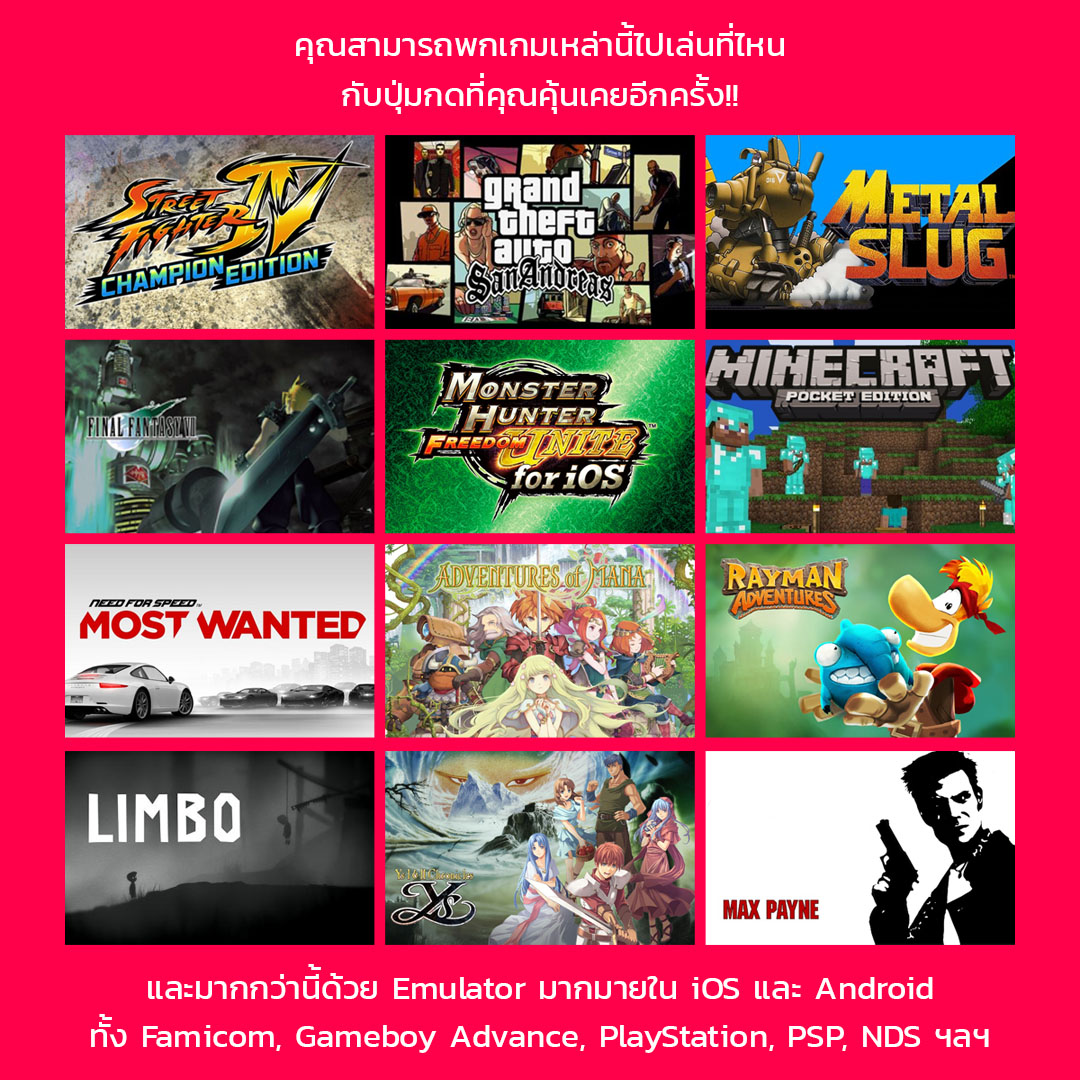 คุณสามารถพกเกมเหล่านี้ไปเล่นที่ไหน
กับปุ่มกดที่คุณคุ้นเคยอีกครั้ง!!
STREET
FIGHTER IV
CHAMPION EDITION
grand
theft
auto
San Andreas
METAL
SLUG
FINAL FANTASY VII
MONSTER
HUNTER
FREEDOM UNITE™
for iOS
MINECRAFT
POCKET EDITION
NEED FOR SPEED™
MOST WANTED
ADVENTURES of MANA
RAYMAN
ADVENTURES
LIMBO
Ys I & II Chronicles
Ys
MAX PAYNE
และมากกว่านี้ด้วย Emulator มากมายใน iOS และ Android
ทั้ง Famicom, Gameboy Advance, PlayStation, PSP, NDS ฯลฯ